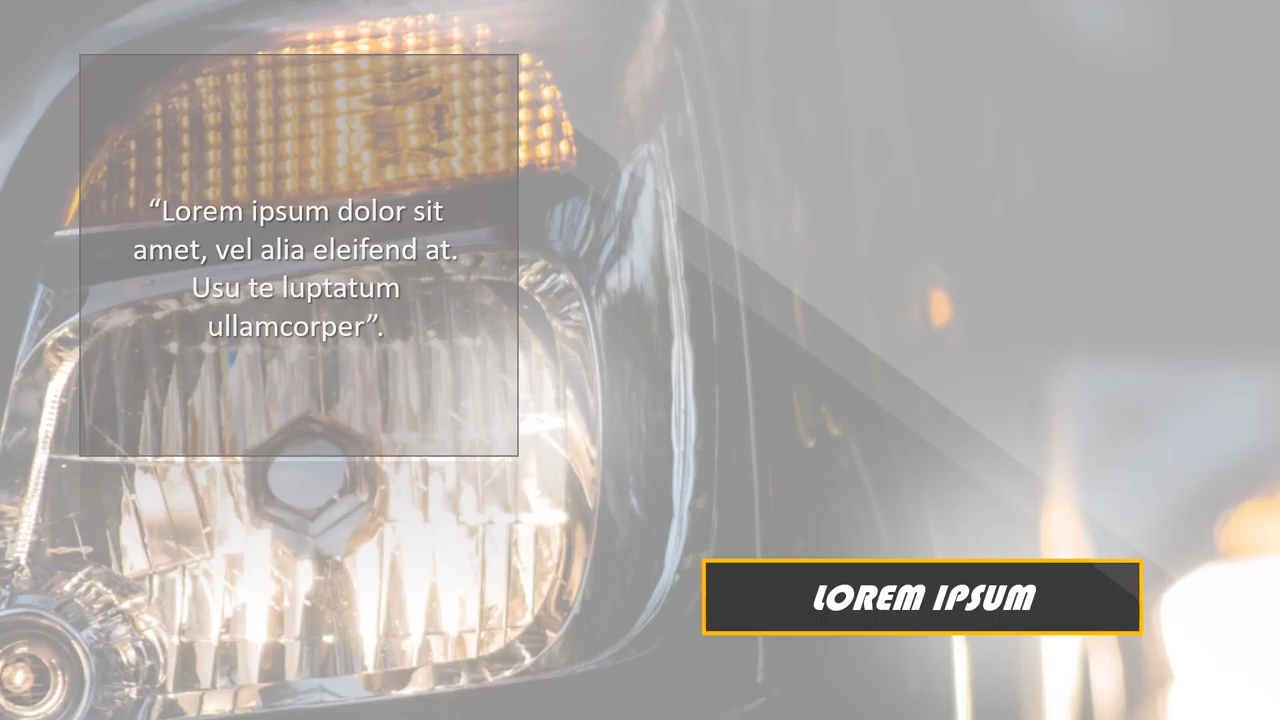 “Lorem ipsum dolor sit
amet, vel alia eleifend at.
Usu te luptatum
ullamcorper”.
LOREM IPSUM